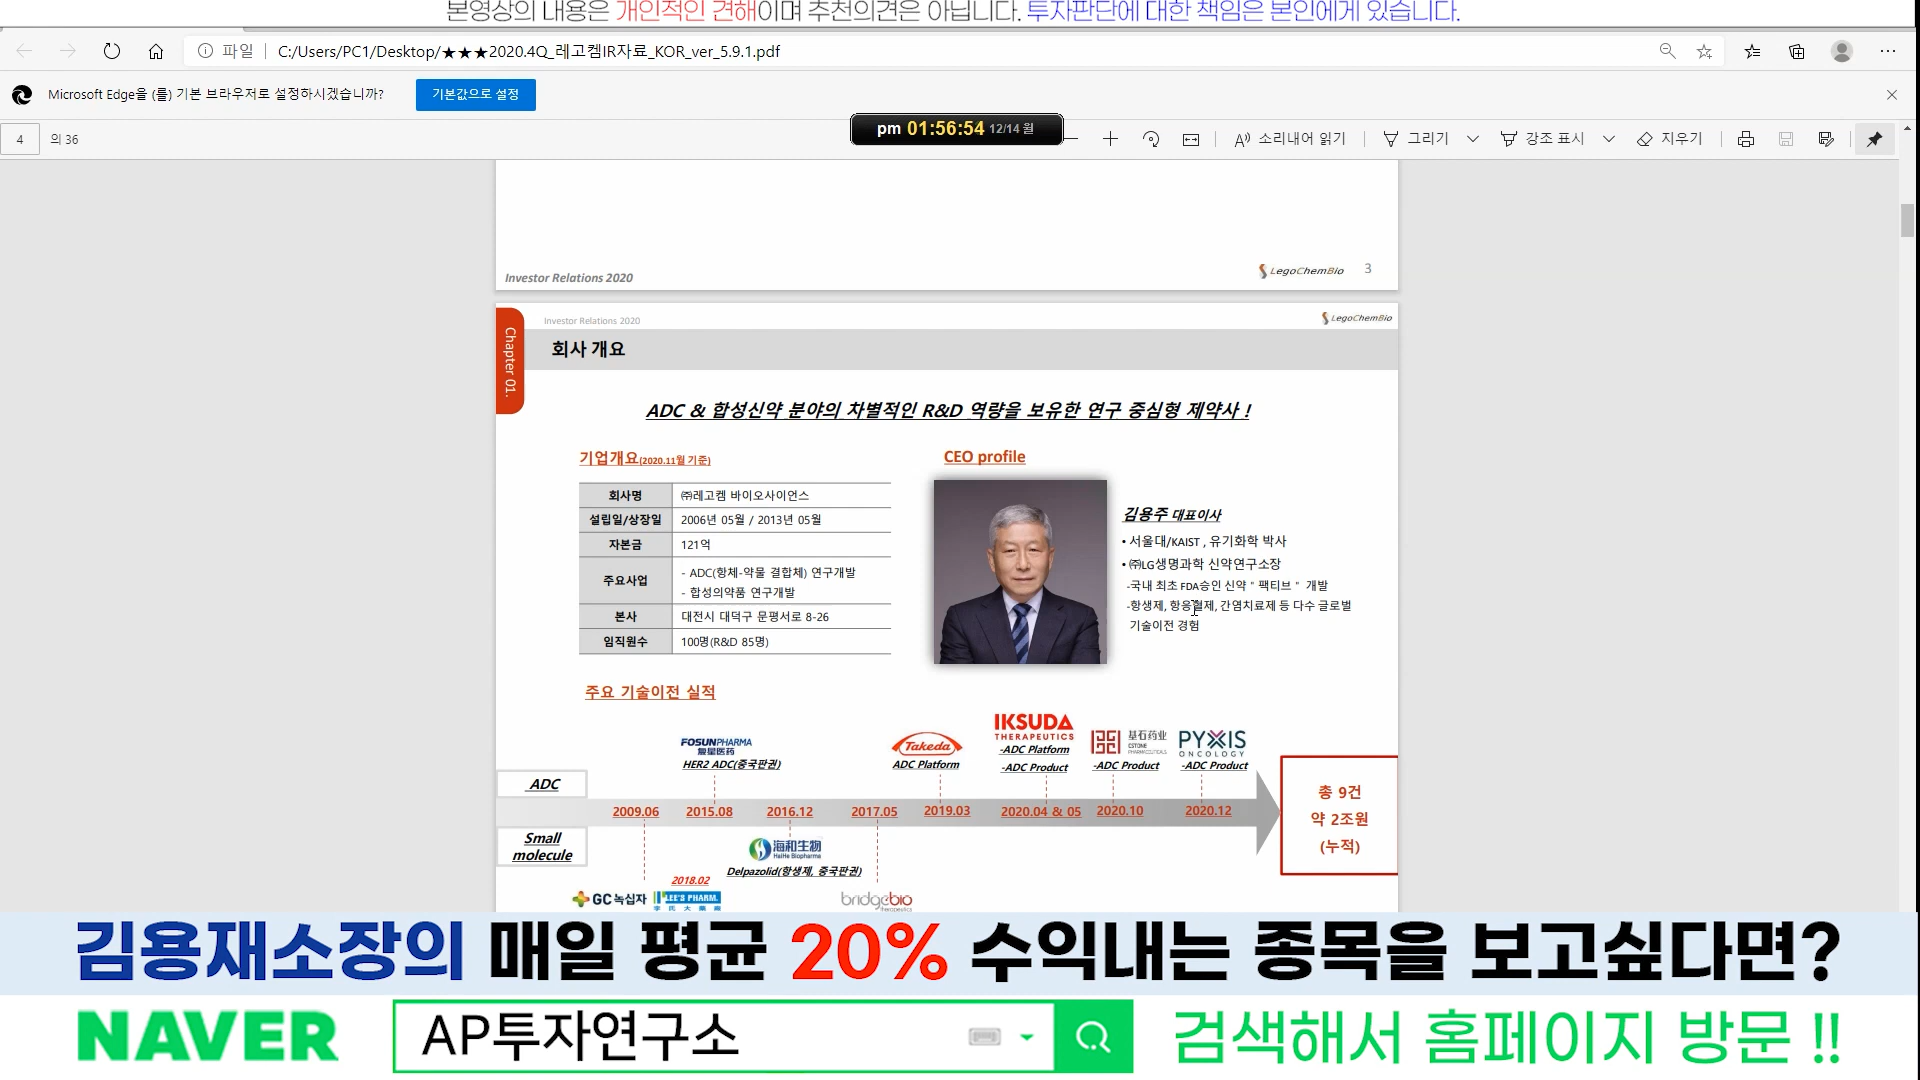 본영상의 내용은 개인적인 견해이며 추천의견은 아닙니다. 투자판단에 대한 책임은 본인에게 있습니다.
파일 C:/Users/PC1/Desktop/★★★2020.4Q_레고켐IR자료_KOR_ver_5.9.1.pdf
Microsoft Edge을 (를) 기본 브라우저로 설정하시겠습니까? 기본값으로 설정
4 의 36
pm 01:56:54 12/14 월
소리내어 읽기 그리기 강조 표시 지우기
Investor Relations 2020
LegoChemBio 3
Chapter 01.
Investor Relations 2020
LegoChemBio
회사 개요
ADC & 합성신약 분야의 차별적인 R&D 역량을 보유한 연구 중심형 제약사 !
기업개요(2020.11월 기준)
회사명 ㈜레고켐 바이오사이언스
설립일/상장일 2006년 05월 / 2013년 05월
자본금 121억
주요사업 - ADC(항체-약물 결합체) 연구개발
- 합성의약품 연구개발
본사 대전시 대덕구 문평서로 8-26
임직원수 100명(R&D 85명)
CEO profile
김용주 대표이사
• 서울대/KAIST , 유기화학 박사
• ㈜LG생명과학 신약연구소장
-국내 최초 FDA승인 신약 " 팩티브 " 개발
-항생제, 항응혈제, 간염치료제 등 다수 글로벌
기술이전 경험
주요 기술이전 실적
FOSUNPHARMA
复星医药
HER2 ADC(중국판권)
Takeda
ADC Platform
IKSUDA
THERAPEUTICS
-ADC Platform
-ADC Product
基石药业
CSTONE
PHARMACEUTICALS
-ADC Product
PYXIS
ONCOLOGY
-ADC Product
ADC
2009.06 2015.08 2016.12 2017.05 2019.03 2020.04 & 05 2020.10 2020.12
Small
molecule
총 9건
약 2조원
(누적)
海和生物
HaiHe Biopharma
Delpazolid(항생제, 중국판권)
2018.02
GC녹십자
LEE'S PHARM.
李氏大藥廠
bridgebio
therapeutics
김용재소장의 매일 평균 20% 수익내는 종목을 보고싶다면?
NAVER AP투자연구소 검색해서 홈페이지 방문 !!